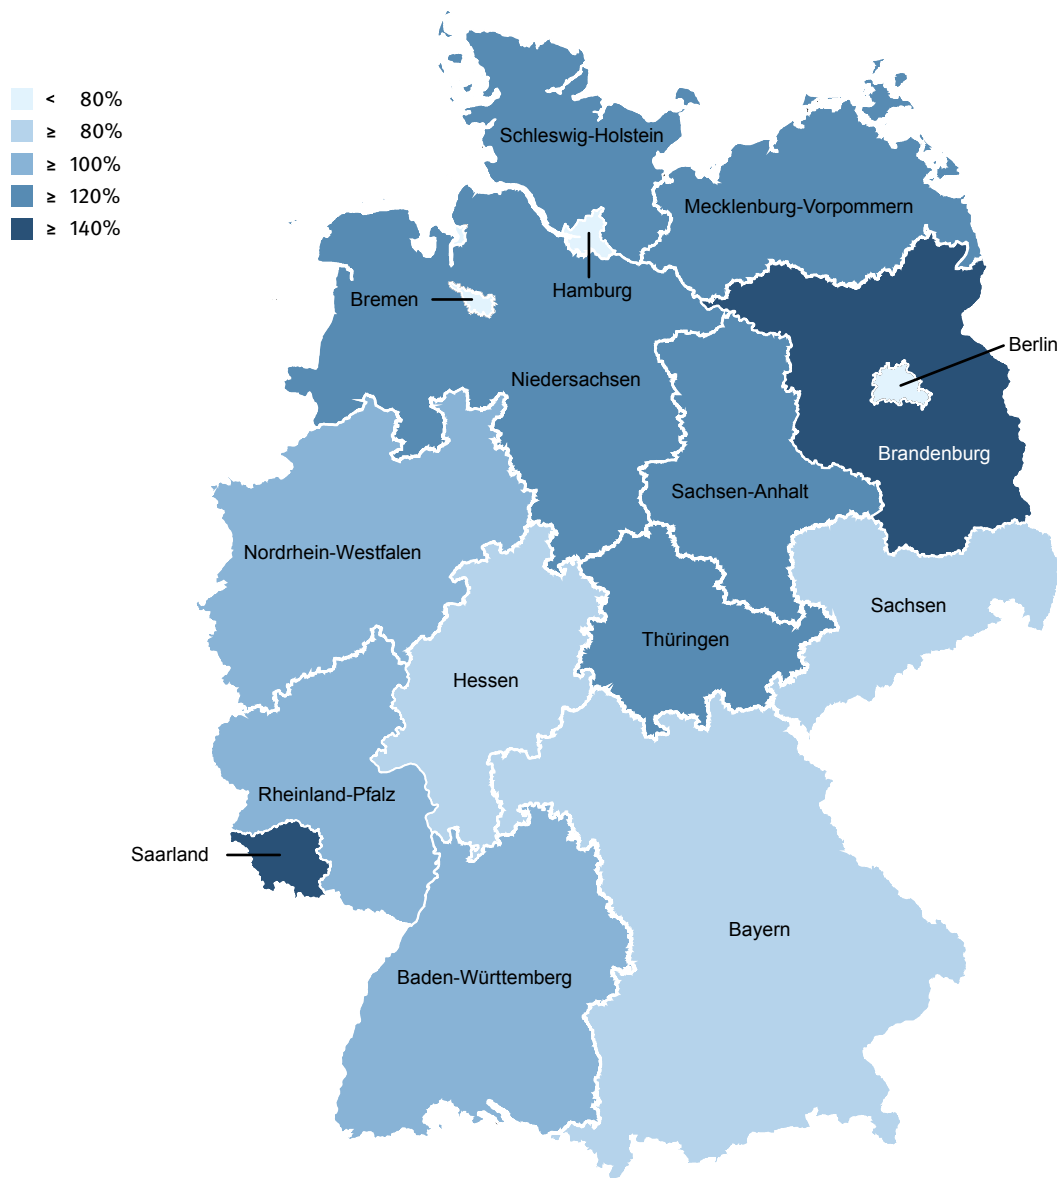 < 80%
≥ 80%
≥ 100%
≥ 120%
≥ 140%
Schleswig-Holstein
Mecklenburg-Vorpommern
Hamburg
Bremen
Berlin
Niedersachsen
Brandenburg
Sachsen-Anhalt
Nordrhein-Westfalen
Sachsen
Thüringen
Hessen
Rheinland-Pfalz
Saarland
Bayern
Baden-Württemberg